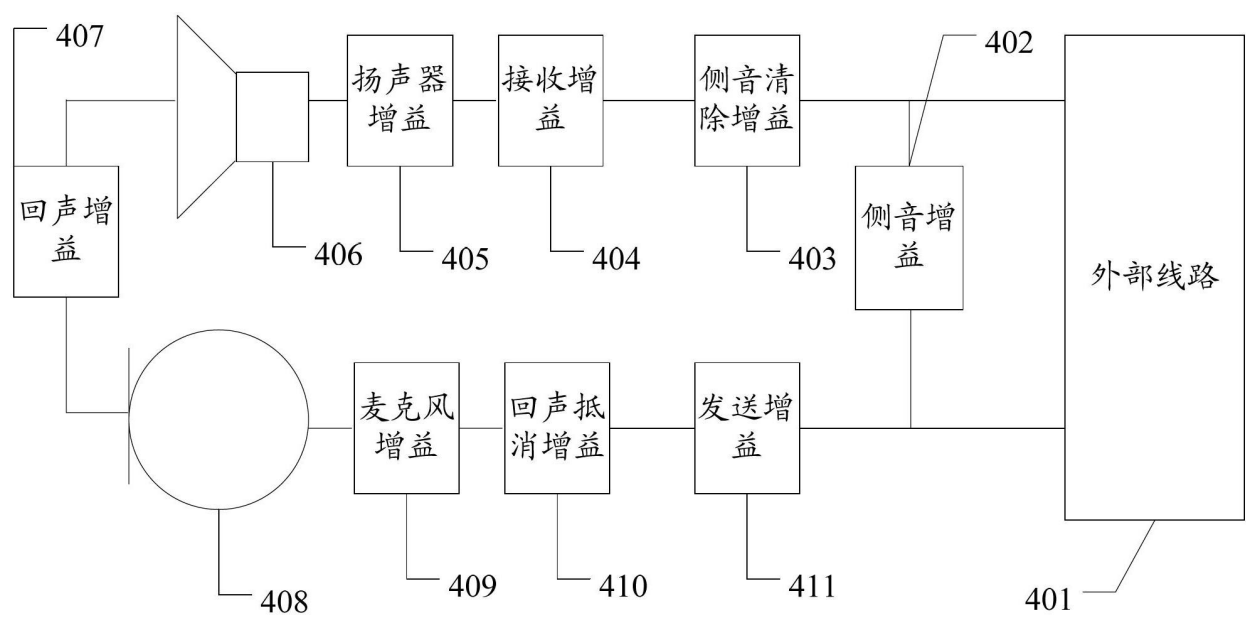 407
扬声器
增益
接收增
益
侧音清
除增益
402
回声增
益
406
405
404
403
侧音增
益
外部线路
麦克风
增益
回声抵
消增益
发送增
益
408
409
410
411
401